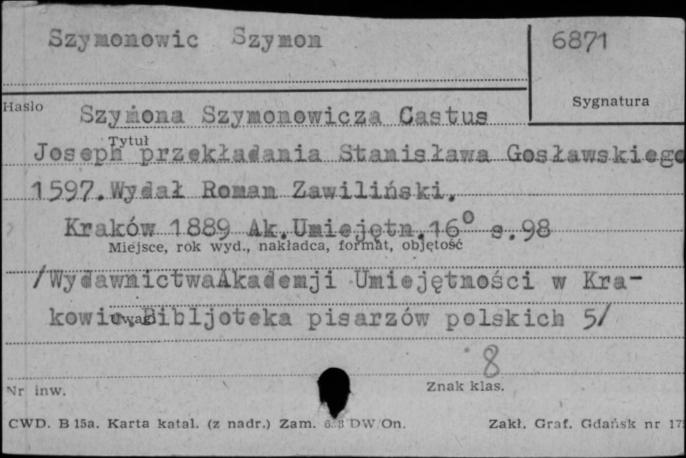 Szymonowic Szymon
6871
Sygnatura
Hasło
Szymona Szymonowicza Castus
Tytuł
Joseph przekładania Stanisława Gosławskiego
1597. Wydał Roman Zawiliński.
Kraków 1889 Ak.Umiejętn.16° s.98
Miejsce, rok wyd., nakładca, format, objętość
/WydawnictwaAkademji Umiejętności w Kra-
kowie Bibljoteka pisarzów polskich 5/
Uwagi
8
Nr inw.
Znak klas.
CWD. B 15a. Karta katal. (z nadr.) Zam. DW/On.
Zakł. Graf. Gdańsk nr 17